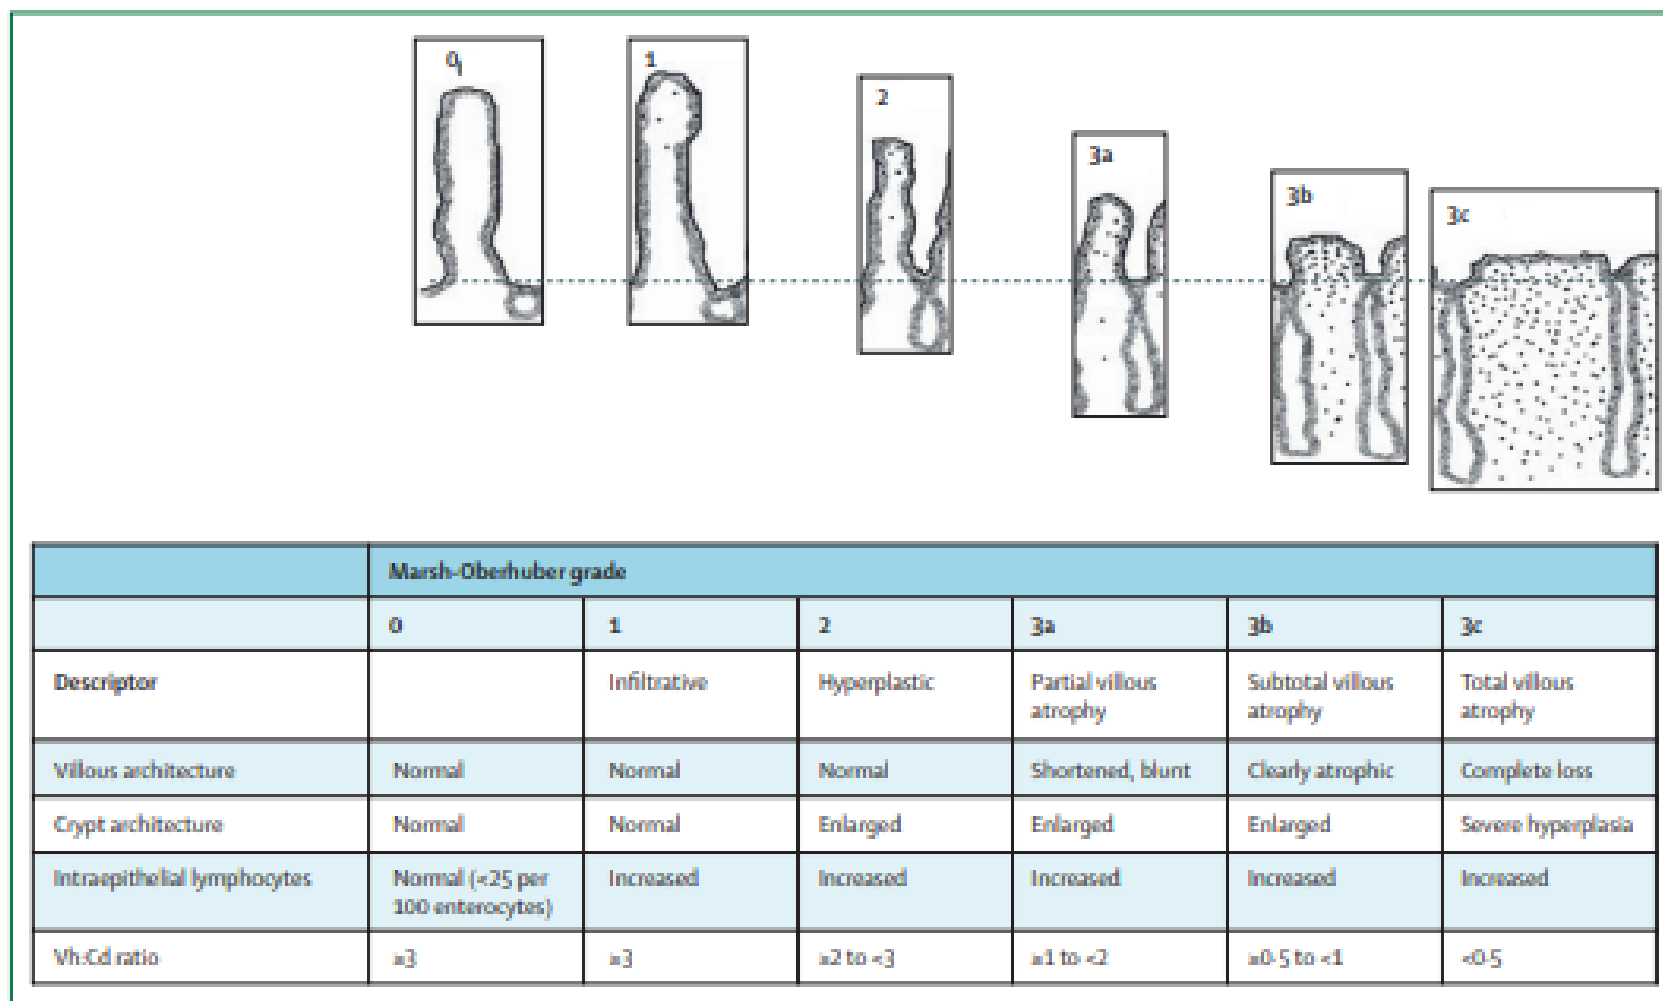 0
1
2
3a
3b
3c
Marsh-Oberhuber grade
0 1 2 3a 3b 3c
Descriptor Infiltrative Hyperplastic Partial villous atrophy Subtotal villous atrophy Total villous atrophy
Villous architecture Normal Normal Normal Shortened, blunt Clearly atrophic Complete loss
Crypt architecture Normal Normal Enlarged Enlarged Enlarged Severe hyperplasia
Intraepithelial lymphocytes Normal (<25 per 100 enterocytes) Increased Increased Increased Increased Increased
Vh:Cd ratio ≥3 ≥3 ≥2 to <3 ≥1 to <2 ≥0·5 to <1 <0·5